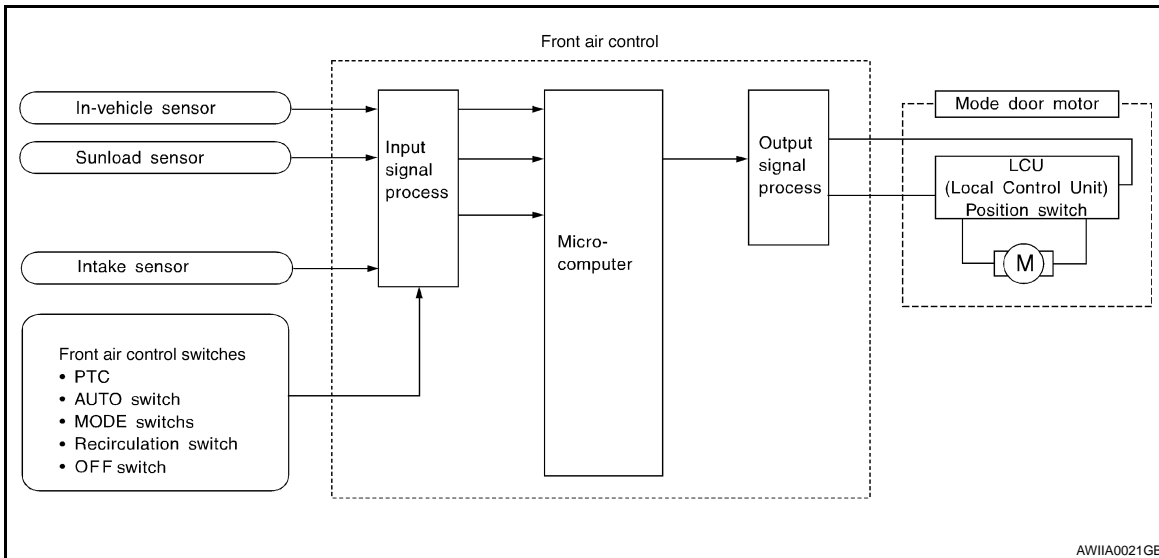 Front air control
In-vehicle sensor
Sunload sensor
Intake sensor
Front air control switches
• PTC
• AUTO switch
• MODE switchs
• Recirculation switch
• OFF switch
Input
signal
process
Micro-
computer
Output
signal
process
Mode door motor
LCU
(Local Control Unit)
Position switch
M
AWIIA0021GB